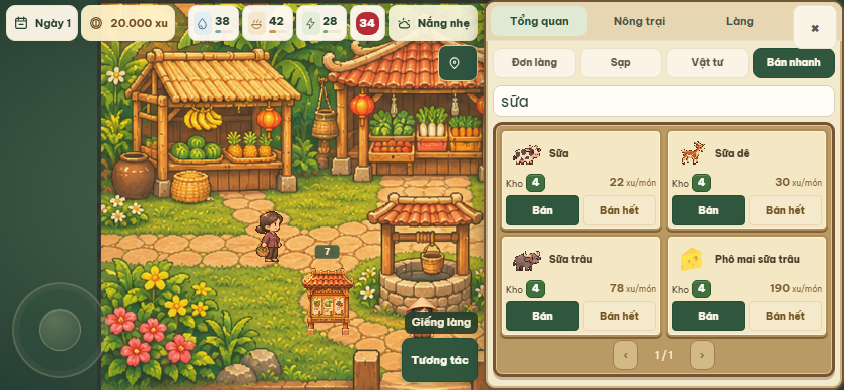 Ngày 1
20.000 xu
38
42
28
34
Nắng nhẹ
Tổng quan
Nông trại
Làng
×
Đơn làng
Sạp
Vật tư
Bán nhanh
sữa
Sữa
Kho 4
22 xu/món
Bán
Bán hết
Sữa dê
Kho 4
30 xu/món
Bán
Bán hết
Sữa trâu
Kho 4
78 xu/món
Bán
Bán hết
Phô mai sữa trâu
Kho 4
190 xu/món
Bán
Bán hết
‹
1/1
›
7
Giếng làng
Tương tác